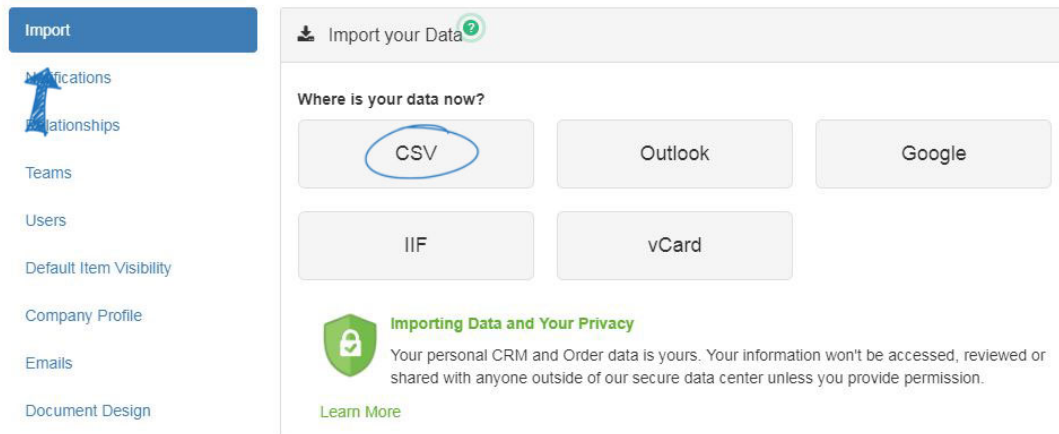 Import
Notifications
Relationships
Teams
Users
Default Item Visibility
Company Profile
Emails
Document Design
Import your Data ?
Where is your data now?
CSV
Outlook
Google
IIF
vCard
Importing Data and Your Privacy
Your personal CRM and Order data is yours. Your information won't be accessed, reviewed or
shared with anyone outside of our secure data center unless you provide permission.
Learn More